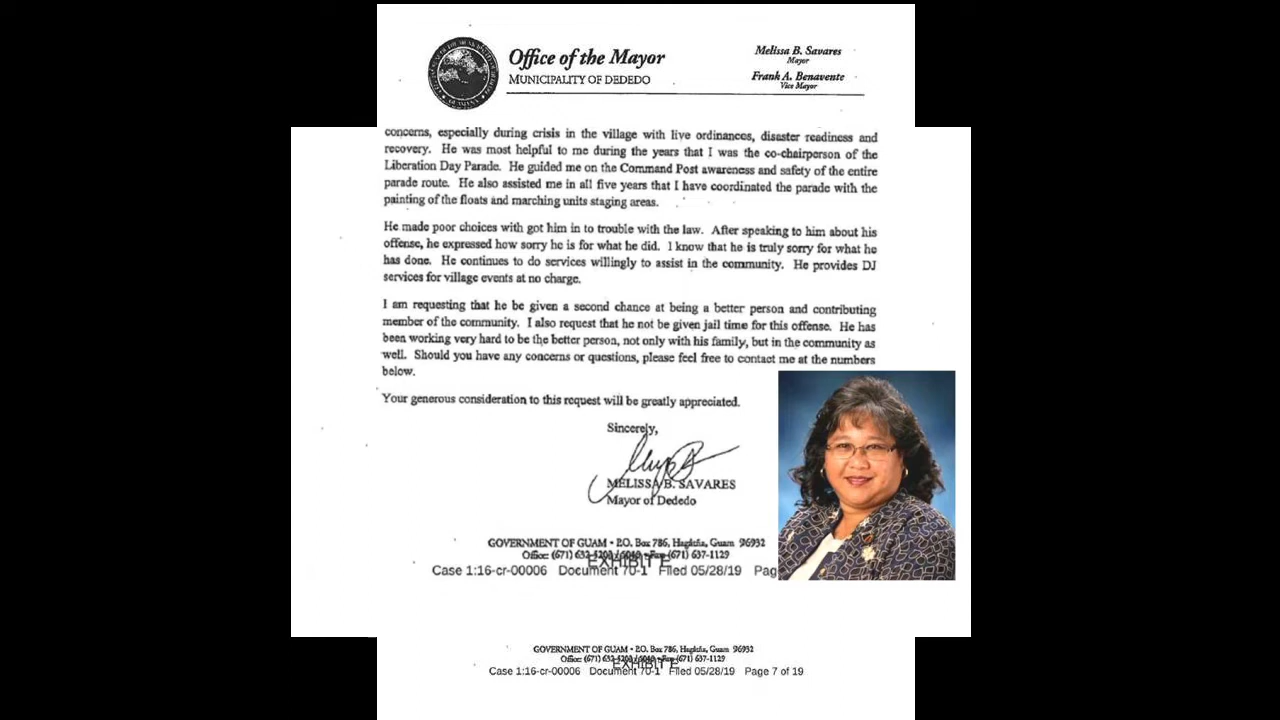 Office of the Mayor
MUNICIPALITY OF DEDEDO
Melissa B. Savares
Mayor
Frank A. Benavente
Vice Mayor
concerns, especially during crisis in the village with live ordinances, disaster readiness and
recovery. He was most helpful to me during the years that I was the co-chairperson of the
Liberation Day Parade. He guided me on the Command Post awareness and safety of the entire
parade route. He also assisted me in all five years that I have coordinated the parade with the
painting of the floats and marching units staging areas.
He made poor choices with got him in to trouble with the law. After speaking to him about his
offense, he expressed how sorry he is for what he did. I know that he is truly sorry for what he
has done. He continues to do services willingly to assist in the community. He provides DJ
services for village events at no charge.
I am requesting that he be given a second chance at being a better person and contributing
member of the community. I also request that he not be given jail time for this offense. He has
been working very hard to be the better person, not only with his family, but in the community as
well. Should you have any concerns or questions, please feel free to contact me at the numbers
below.
Your generous consideration to this request will be greatly appreciated.
Sincerely,
MELISSA B. SAVARES
Mayor of Dededo
GOVERNMENT OF GUAM • P.O. Box 786, Hagåtña, Guam 96932
Office: (671) 632-5203 / 6049 • Fax (671) 637-1129
EXHIBIT E
Case 1:16-cr-00006 Document 70-1 Filed 05/28/19 Pag
GOVERNMENT OF GUAM • P.O. Box 786, Hagåtña, Guam 96932
Office: (671) 632-5203 / 6049 • Fax (671) 637-1129
EXHIBIT E
Case 1:16-cr-00006 Document 70-1 Filed 05/28/19 Page 7 of 19